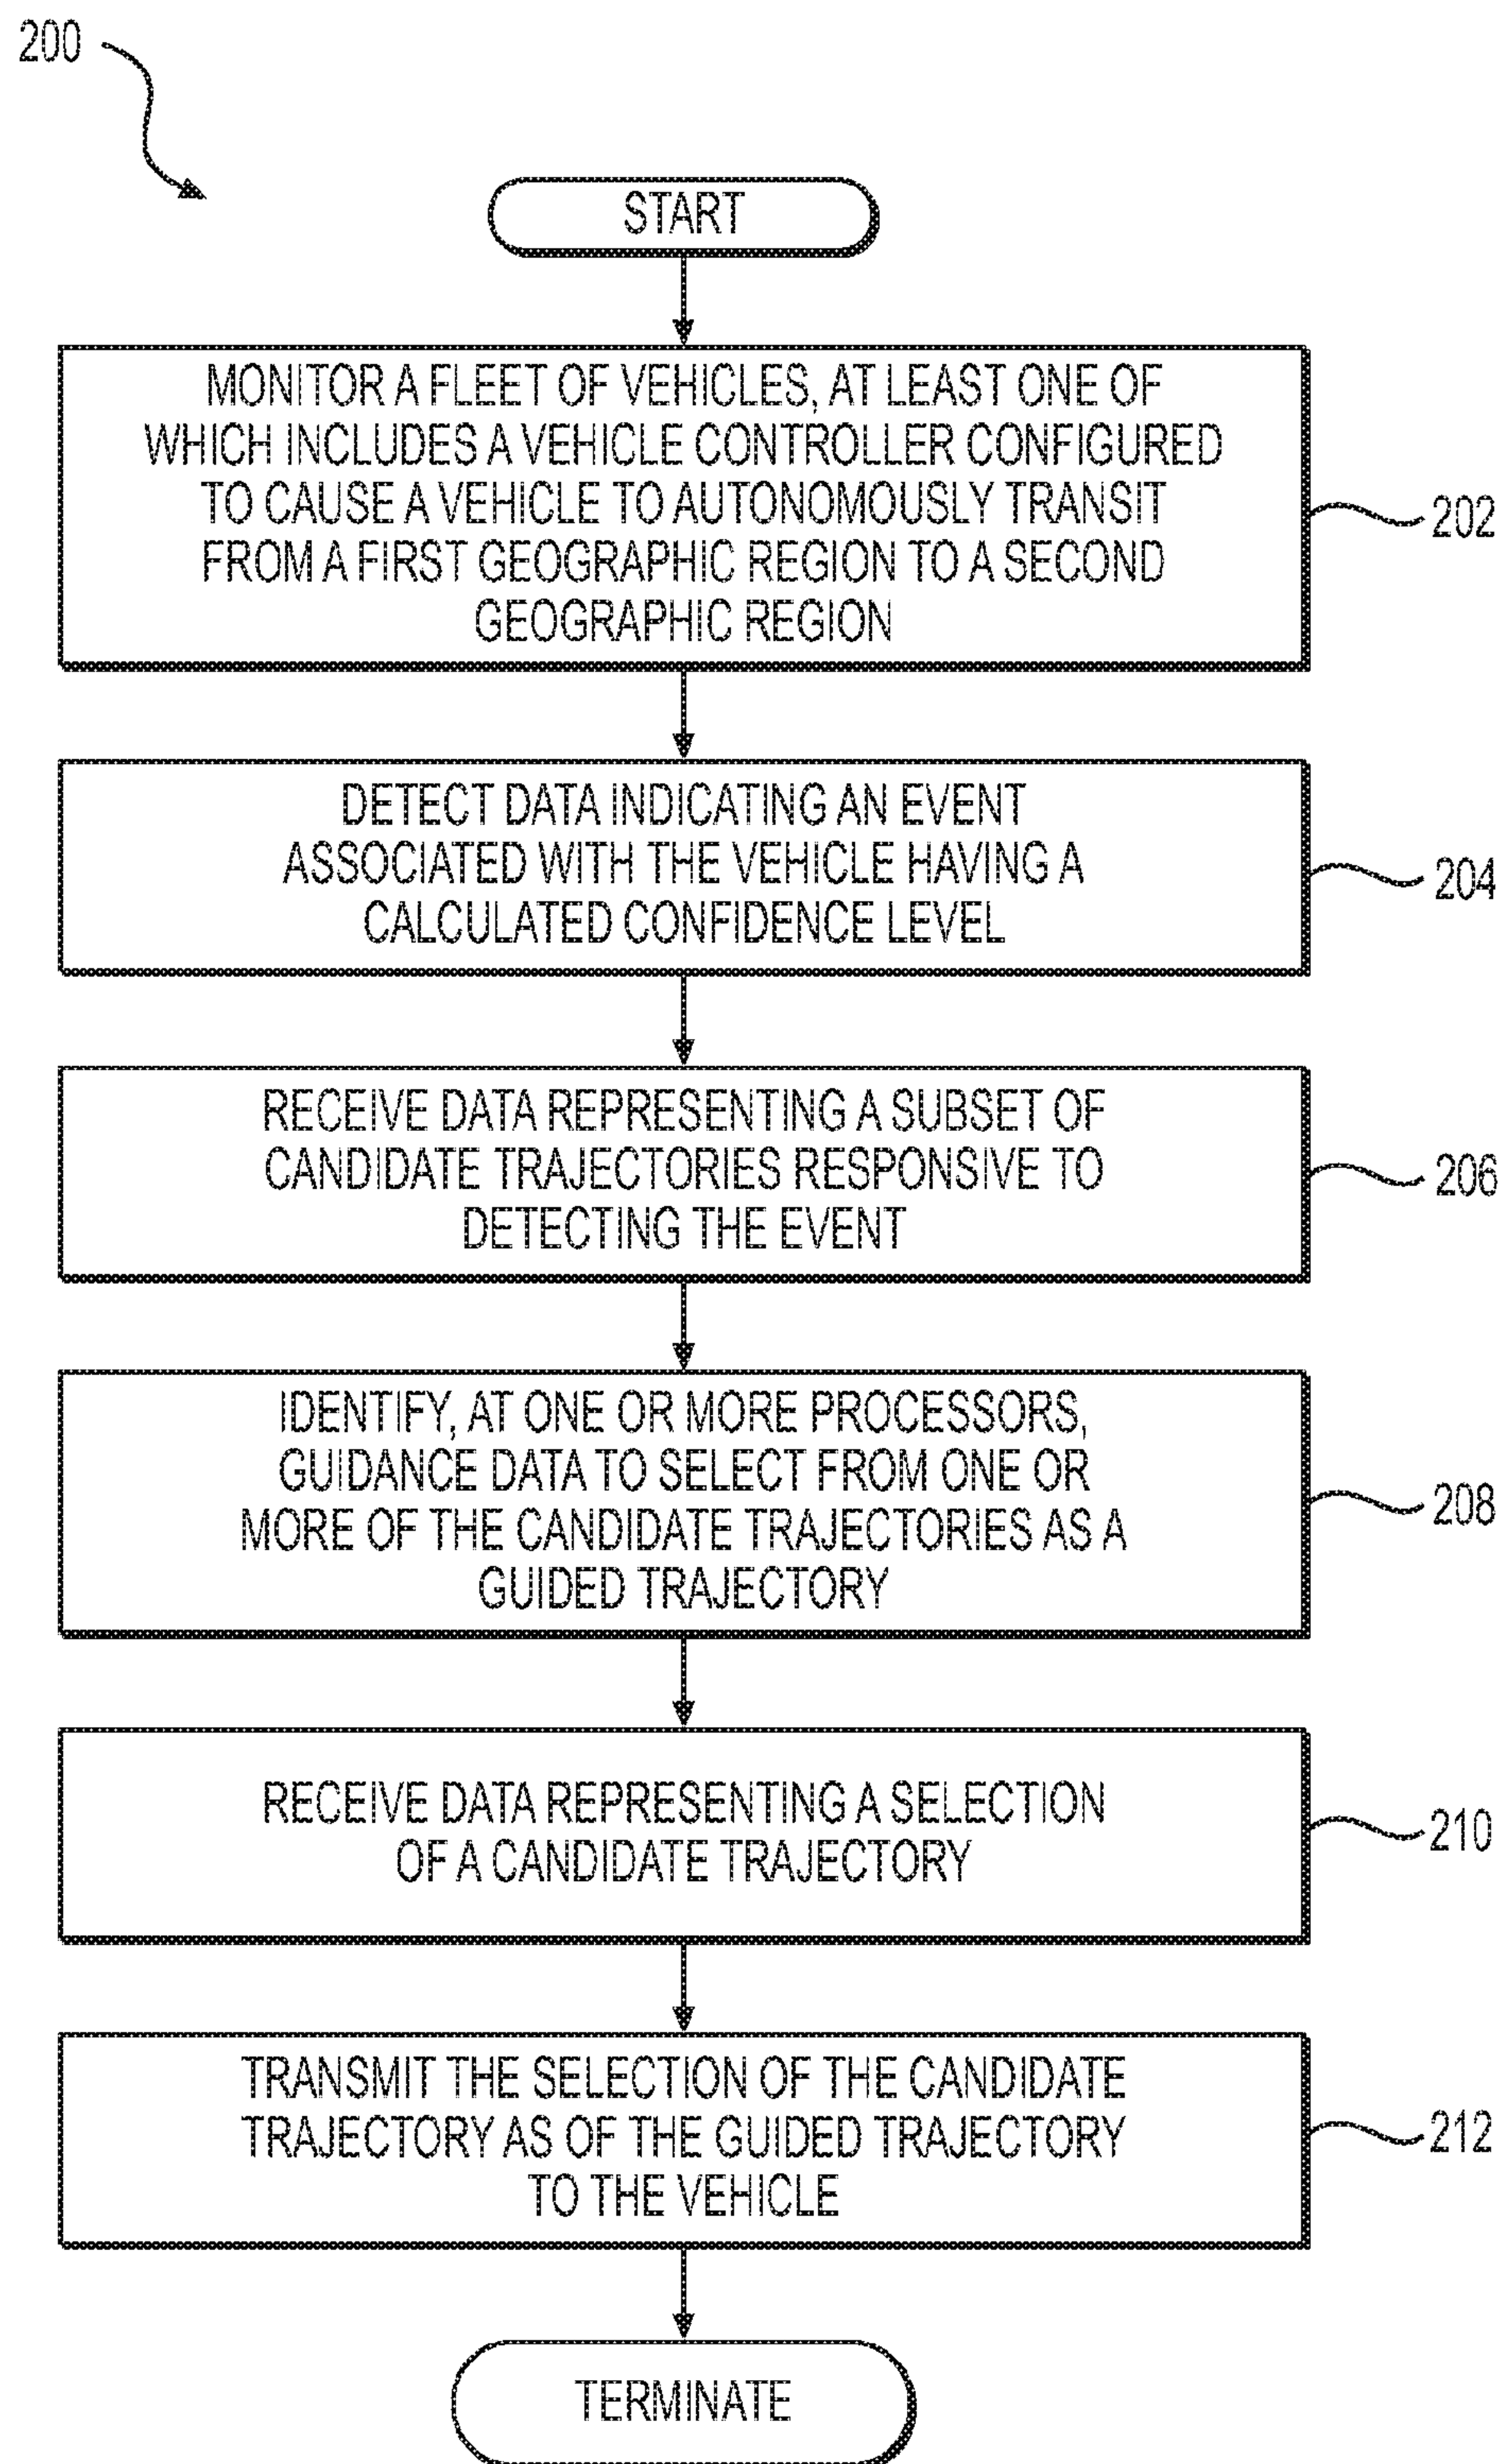 200
START
MONITOR A FLEET OF VEHICLES, AT LEAST ONE OF
WHICH INCLUDES A VEHICLE CONTROLLER CONFIGURED
TO CAUSE A VEHICLE TO AUTONOMOUSLY TRANSIT
FROM A FIRST GEOGRAPHIC REGION TO A SECOND
GEOGRAPHIC REGION
202
DETECT DATA INDICATING AN EVENT
ASSOCIATED WITH THE VEHICLE HAVING A
CALCULATED CONFIDENCE LEVEL
204
RECEIVE DATA REPRESENTING A SUBSET OF
CANDIDATE TRAJECTORIES RESPONSIVE TO
DETECTING THE EVENT
206
IDENTIFY, AT ONE OR MORE PROCESSORS,
GUIDANCE DATA TO SELECT FROM ONE OR
MORE OF THE CANDIDATE TRAJECTORIES AS A
GUIDED TRAJECTORY
208
RECEIVE DATA REPRESENTING A SELECTION
OF A CANDIDATE TRAJECTORY
210
TRANSMIT THE SELECTION OF THE CANDIDATE
TRAJECTORY AS OF THE GUIDED TRAJECTORY
TO THE VEHICLE
212
TERMINATE